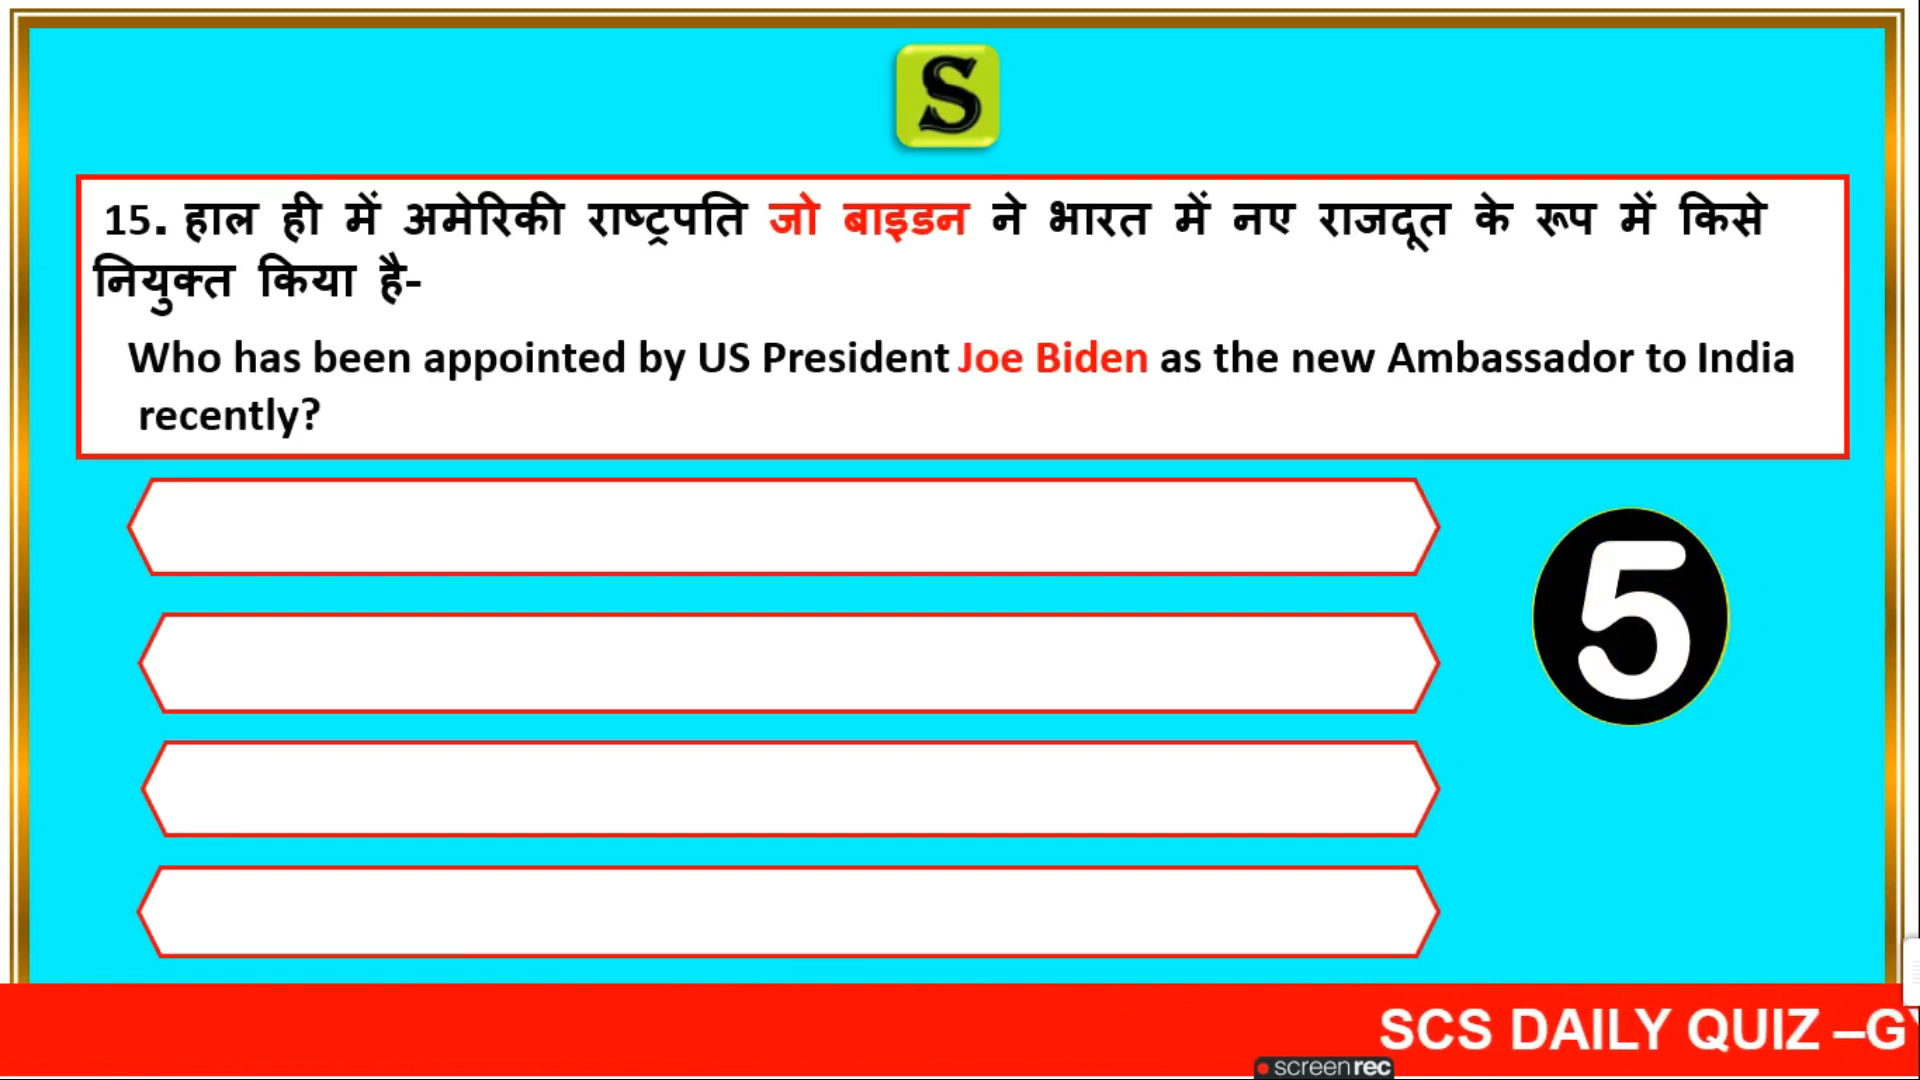 S
15. हाल ही में अमेरिकी राष्ट्रपति जो बाइडन ने भारत में नए राजदूत के रूप में किसे
नियुक्त किया है-
Who has been appointed by US President Joe Biden as the new Ambassador to India
recently?
5
SCS DAILY QUIZ –G
screenrec